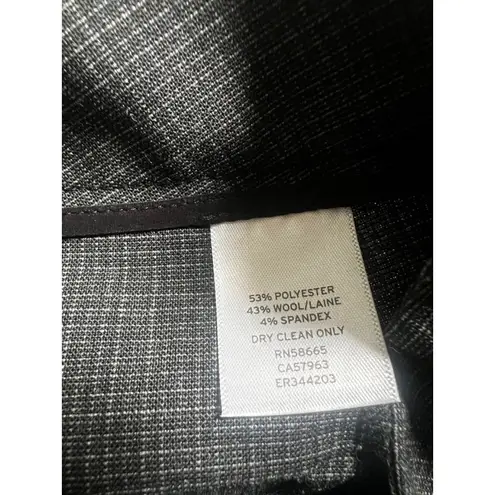 53% POLYESTER
43% WOOL/LAINE
4% SPANDEX
DRY CLEAN ONLY
RN58665
CA57963
ER344203